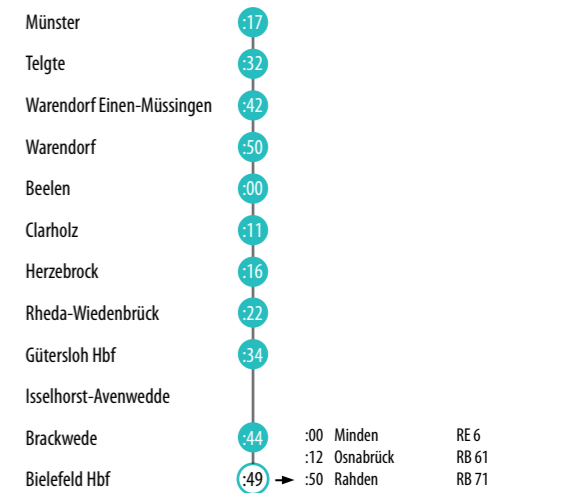 Münster :17
Telgte :32
Warendorf Einen-Müssingen :42
Warendorf :50
Beelen :00
Clarholz :11
Herzebrock :16
Rheda-Wiedenbrück :22
Gütersloh Hbf :34
Isselhorst-Avenwedde
Brackwede :44 :00 Minden RE 6
:12 Osnabrück RB 61
Bielefeld Hbf :49 :50 Rahden RB 71